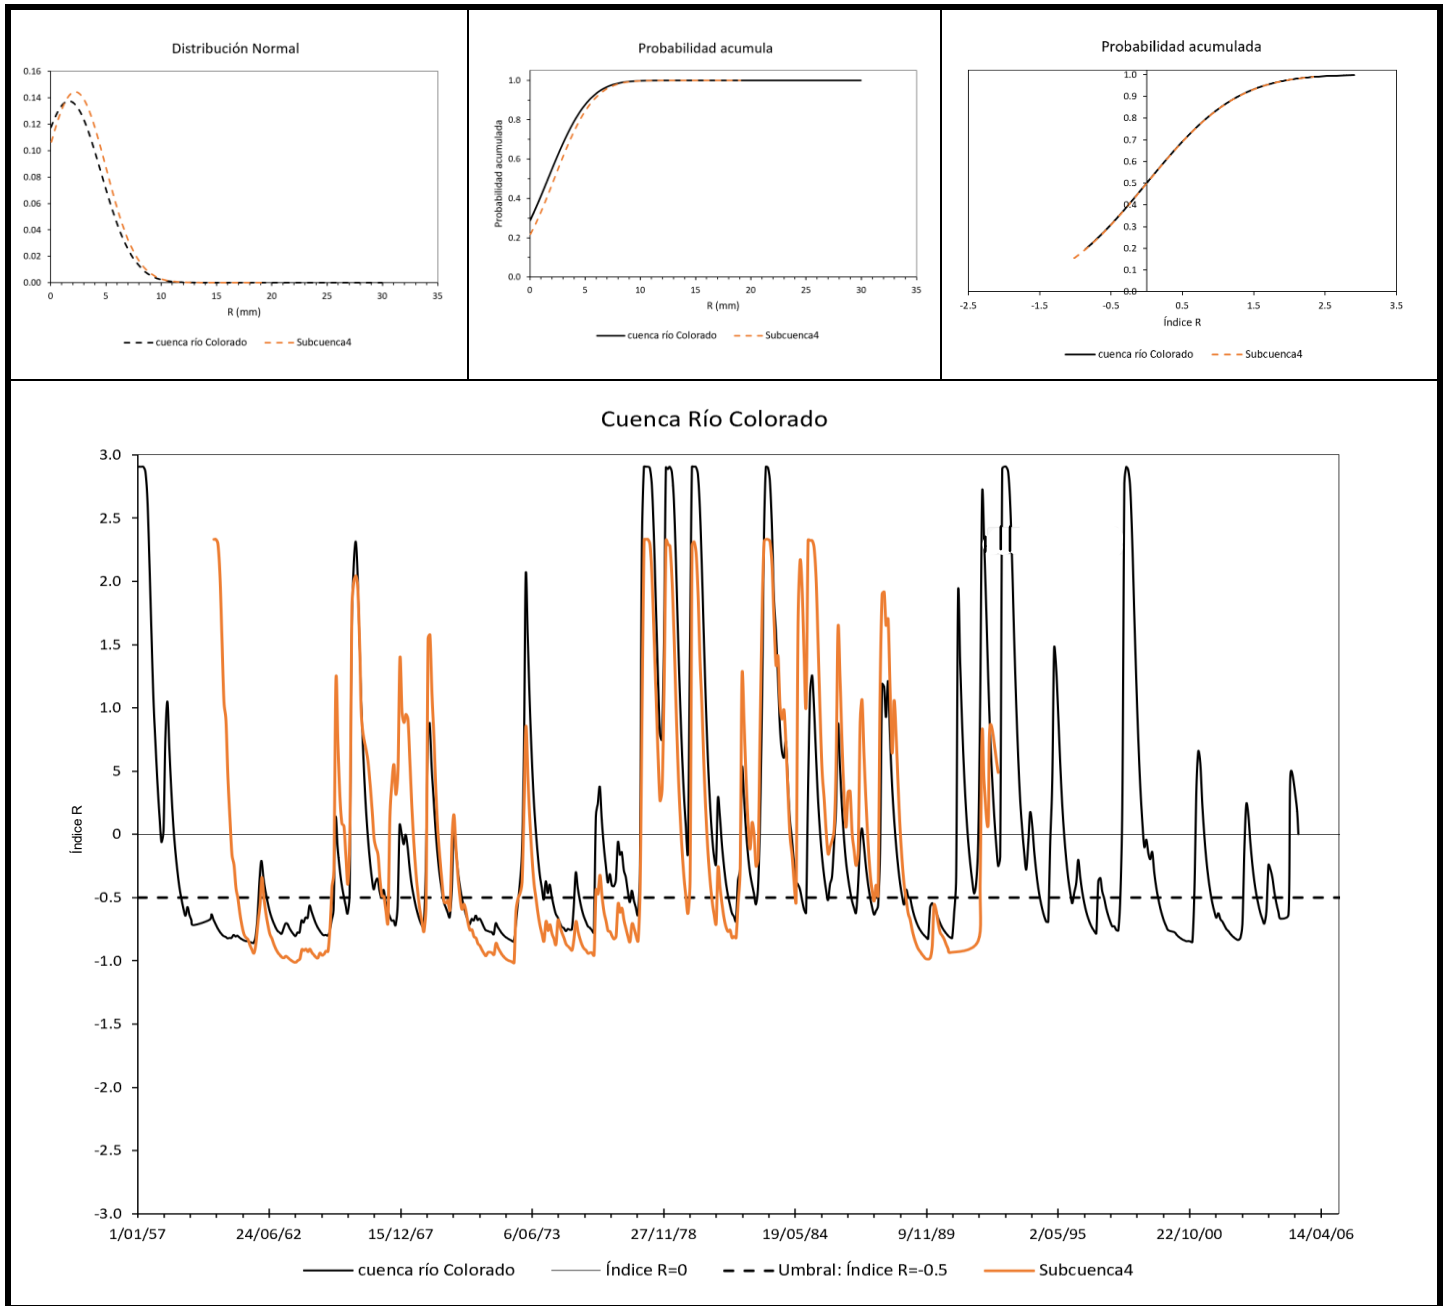 Distribución Normal
0.16
0.14
0.12
0.10
0.08
0.06
0.04
0.02
0.00
0 5 10 15 20 25 30 35
R (mm)
cuenca río Colorado Subcuenca4
Probabilidad acumula
Probabilidad acumulada
1.0
0.8
0.6
0.4
0.2
0.0
0 5 10 15 20 25 30 35
R (mm)
cuenca río Colorado Subcuenca4
Probabilidad acumulada
1.0
0.9
0.8
0.7
0.6
0.5
0.4
0.3
0.2
0.1
0.0
-2.5 -1.5 -0.5 0.5 1.5 2.5 3.5
Índice R
cuenca río Colorado Subcuenca4
Cuenca Río Colorado
Índice R
3.0
2.5
2.0
1.5
1.0
5
0
-0.5
-1.0
-1.5
-2.0
-2.5
-3.0
1/01/57 24/06/62 15/12/67 6/06/73 27/11/78 19/05/84 9/11/89 2/05/95 22/10/00 14/04/06
cuenca río Colorado Índice R=0 Umbral: Índice R=-0.5 Subcuenca4